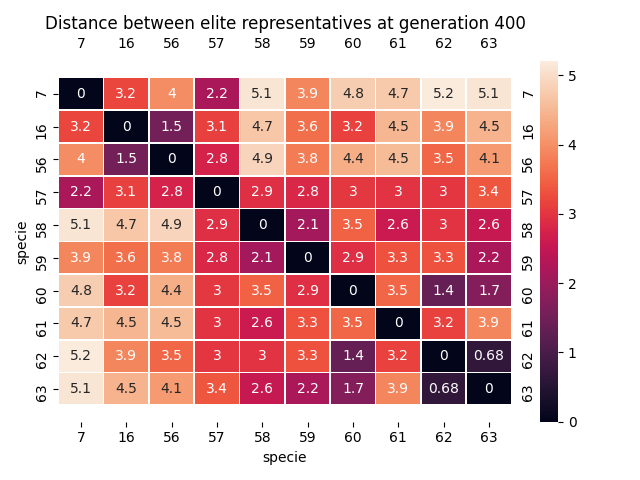 Distance between elite representatives at generation 400
7 16 56 57 58 59 60 61 62 63
7 0 3.2 4 2.2 5.1 3.9 4.8 4.7 5.2 5.1 7
16 3.2 0 1.5 3.1 4.7 3.6 3.2 4.5 3.9 4.5 16
56 4 1.5 0 2.8 4.9 3.8 4.4 4.5 3.5 4.1 56
57 2.2 3.1 2.8 0 2.9 2.8 3 3 3 3.4 57
58 5.1 4.7 4.9 2.9 0 2.1 3.5 2.6 3 2.6 58
59 3.9 3.6 3.8 2.8 2.1 0 2.9 3.3 3.3 2.2 59
60 4.8 3.2 4.4 3 3.5 2.9 0 3.5 1.4 1.7 60
61 4.7 4.5 4.5 3 2.6 3.3 3.5 0 3.2 3.9 61
62 5.2 3.9 3.5 3 3 3.3 1.4 3.2 0 0.68 62
63 5.1 4.5 4.1 3.4 2.6 2.2 1.7 3.9 0.68 0 63
7 16 56 57 58 59 60 61 62 63
specie
specie
5
4
3
2
1
0